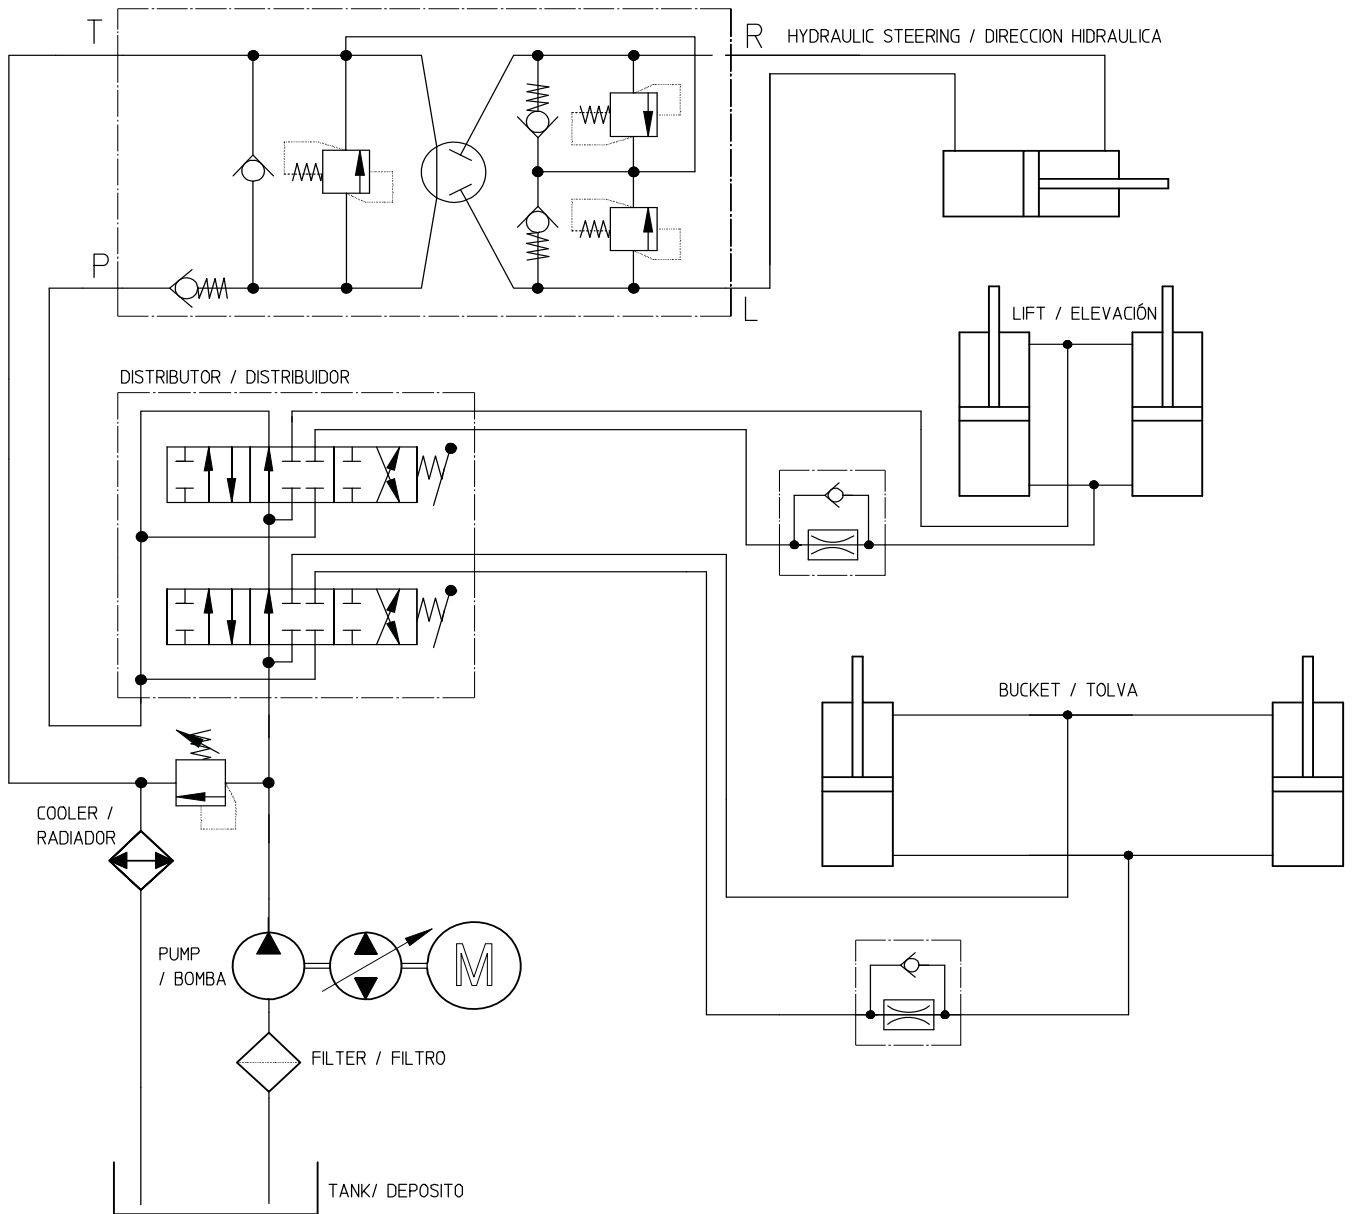 T
R
HYDRAULIC STEERING / DIRECCION HIDRAULICA
P
L
LIFT / ELEVACIÓN
DISTRIBUTOR / DISTRIBUIDOR
BUCKET / TOLVA
COOLER /
RADIADOR
PUMP
/ BOMBA
M
FILTER / FILTRO
TANK/ DEPOSITO